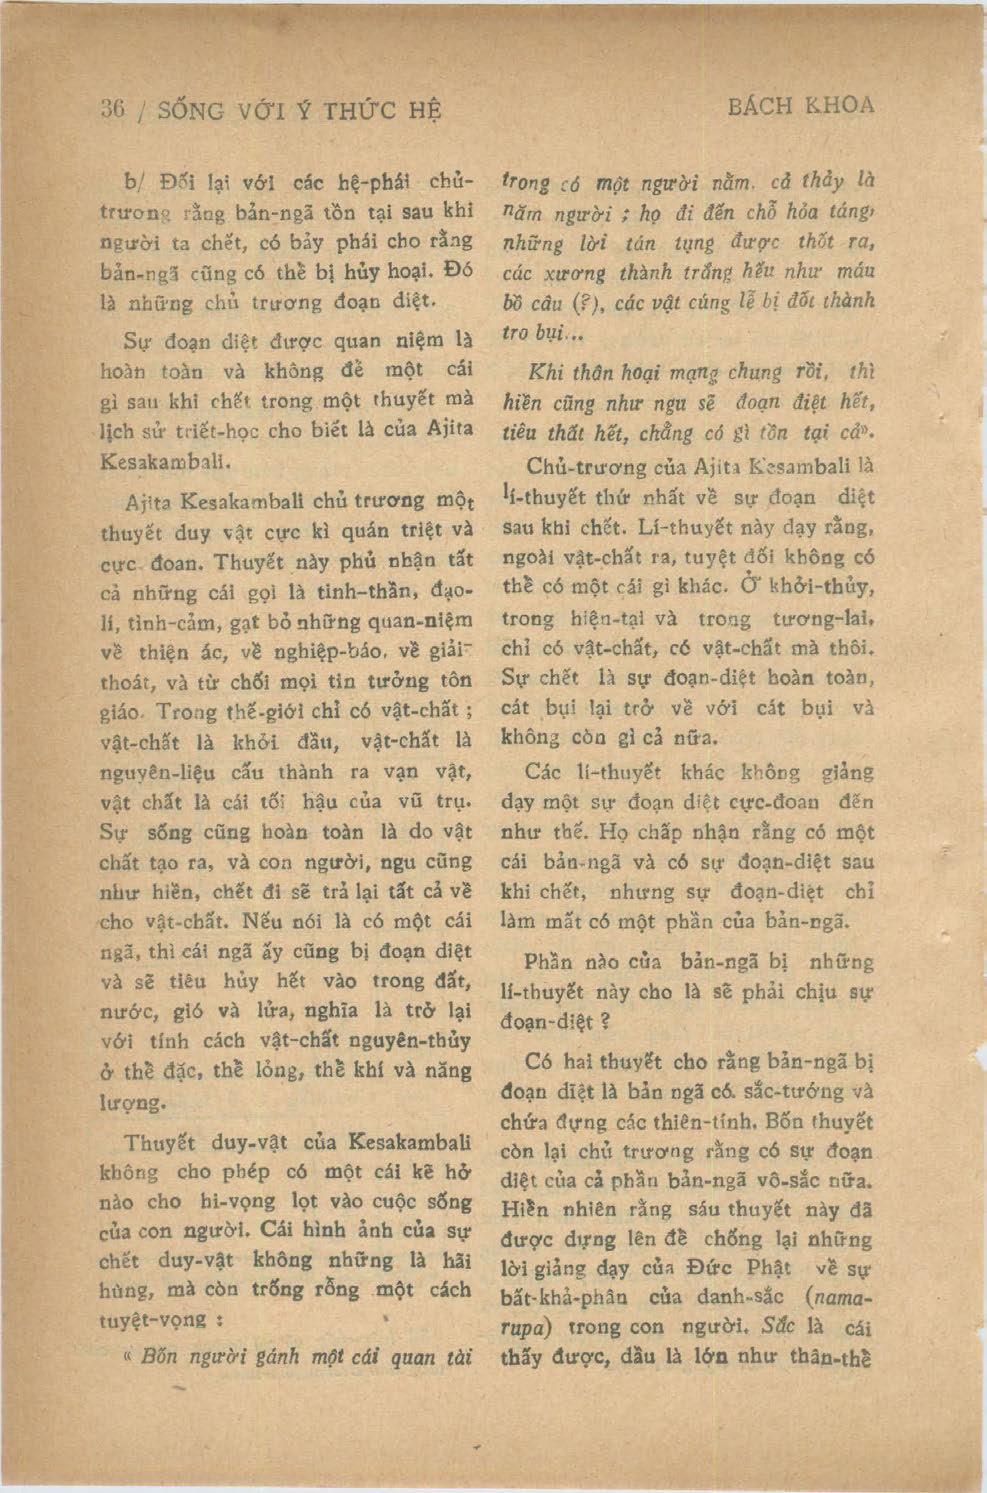 36 / SỐNG VỚI Ý THỨC HỆ
BÁCH KHOA
b/ Đối lại với các hệ-phái chủ-
trương rằng bản-ngã tồn tại sau khi
người ta chết, có bảy phái cho rằng
bản-ngã cũng có thể bị hủy hoại. Đó
là những chủ trương đoạn diệt.
Sự đoạn diệt được quan niệm là
hoàn toàn và không để một cái
gì sau khi chết trong một thuyết mà
lịch sử triết-học cho biết là của Ajita
Kesakambali.
Ajita Kesakambali chủ trương một
thuyết duy vật cực kì quán triệt và
cực đoan. Thuyết này phủ nhận tất
cả những cái gọi là tinh-thần, đạo-
lí, tình-cảm, gạt bỏ những quan-niệm
về thiện ác, về nghiệp-báo, về giải-
thoát, và từ chối mọi tin tưởng tôn
giáo. Trong thế-giới chỉ có vật-chất ;
vật-chất là khởi đầu, vật-chất là
nguyên-liệu cấu thành ra vạn vật,
vật chất là cái tối hậu của vũ trụ.
Sự sống cũng hoàn toàn là do vật
chất tạo ra, và con người, ngu cũng
như hiền, chết đi sẽ trả lại tất cả về
cho vật-chất. Nếu nói là có một cái
ngã, thì cái ngã ấy cũng bị đoạn diệt
và sẽ tiêu hủy hết vào trong đất,
nước, gió và lửa, nghĩa là trở lại
với tính cách vật-chất nguyên-thủy
ở thể đặc, thể lỏng, thể khí và năng
lượng.
Thuyết duy-vật của Kesakambali
không cho phép có một cái kẽ hở
nào cho hi-vọng lọt vào cuộc sống
của con người. Cái hình ảnh của sự
chết duy-vật không những là hãi
hùng, mà còn trống rỗng một cách
tuyệt-vọng :
« Bốn người gánh một cái quan tài
trong có một người nằm, cả thảy là
năm người ; họ đi đến chỗ hỏa táng,
những lời tán tụng được thốt ra,
các xương thành trắng hếu như máu
bồ câu (?), các vật cúng lễ bị đốt thành
tro bụi...
Khi thân hoại mạng chung rồi, thì
hiền cũng như ngu sẽ đoạn điệt hết,
tiêu thất hết, chẳng có gì tồn tại cả».
Chủ-trương của Ajita Kesambali là
lí-thuyết thứ nhất về sự đoạn diệt
sau khi chết. Lí-thuyết này dạy rằng,
ngoài vật-chất ra, tuyệt đối không có
thể có một cái gì khác. Ở khởi-thủy,
trong hiện-tại và trong tương-lai,
chỉ có vật-chất, có vật-chất mà thôi.
Sự chết là sự đoạn-diệt hoàn toàn,
cát bụi lại trở về với cát bụi và
không còn gì cả nữa.
Các lí-thuyết khác không giảng
dạy một sự đoạn diệt cực-đoan đến
như thế. Họ chấp nhận rằng có một
cái bản-ngã và có sự đoạn-diệt sau
khi chết, nhưng sự đoạn-diệt chỉ
làm mất có một phần của bản-ngã.
Phần nào của bản-ngã bị những
lí-thuyết này cho là sẽ phải chịu sự
đoạn-diệt ?
Có hai thuyết cho rằng bản-ngã bị
đoạn diệt là bản ngã có sắc-tướng và
chứa đựng các thiên-tính. Bốn thuyết
còn lại chủ trương rằng có sự đoạn
diệt của cả phần bản-ngã vô-sắc nữa.
Hiển nhiên rằng sáu thuyết này đã
được dựng lên để chống lại những
lời giảng dạy của Đức Phật về sự
bất-khả-phân của danh-sắc (nama-
rupa) trong con người. Sắc là cái
thấy được, dầu là lớn như thân-thể